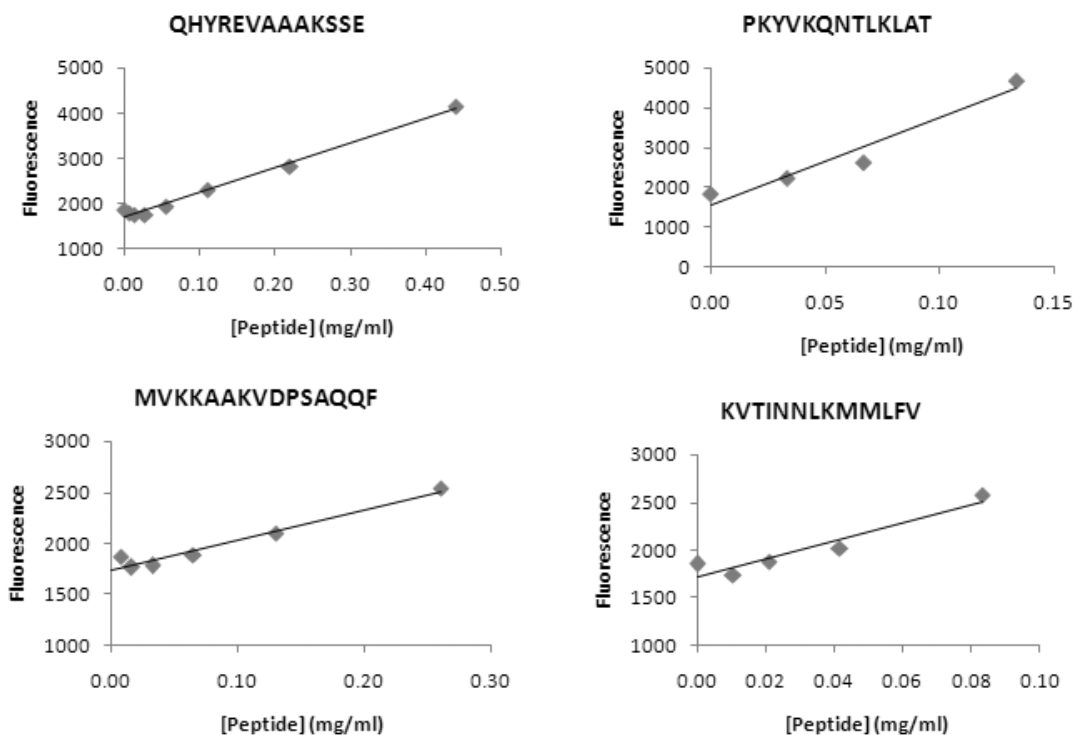 QHYREVAAAKSSE
5000
4000
3000
2000
1000
Fluorescence
0.00 0.10 0.20 0.30 0.40 0.50
[Peptide] (mg/ml)
PKYVKQNTLKLAT
5000
4000
3000
2000
1000
0
Fluorescence
0.00 0.05 0.10 0.15
[Peptide] (mg/ml)
MVKKAAKVDPSAQQF
3000
2500
2000
1500
1000
Fluorescence
0.00 0.10 0.20 0.30
[Peptide] (mg/ml)
KVTINNLKMMLFV
3000
2500
2000
1500
1000
Fluorescence
0.00 0.02 0.04 0.06 0.08 0.10
[Peptide] (mg/ml)